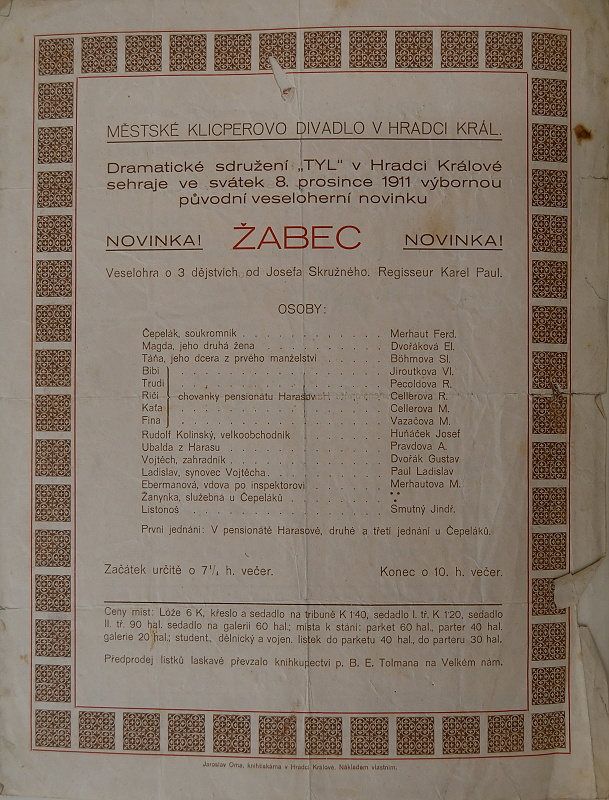 MĚSTSKÉ KLICPEROVO DIVADLO V HRADCI KRÁL.
Dramatické sdružení „TYL“ v Hradci Králové
sehraje ve svátek 8. prosince 1911 výbornou
původní veseloherní novinku
NOVINKA! ŽABEC NOVINKA!
Veselohra o 3 dějstvích od Josefa Skružného. Regisseur Karel Paul.
OSOBY:
Čepelák, soukromník . . . . . . . . . . . Merhaut Ferd.
Magda, jeho druhá žena . . . . . . . . . . Dvořáková El.
Táňa, jeho dcera z prvého manželství . . . . . Böhmova Sl.
Bibi . . . . . . . . . . . . . . . Jiroutkova Vl.
Trudi . . . . . . . . . . . . . . . Pecoldova R.
Riči chovanky pensionátu Harasov . . . . . Cellerova R.
Kata . . . . . . . . . . . . . . . Cellerova M.
Fina . . . . . . . . . . . . . . . Vazačova M.
Rudolf Kolinský, velkoobchodník . . . . . . . Huňáček Josef
Ubalda z Harasu . . . . . . . . . . . . Pravdova A.
Vojtěch, zahradník . . . . . . . . . . . . Dvořák Gustav
Ladislav, synovec Vojtěcha . . . . . . . . . Paul Ladislav
Ebermanová, vdova po inspektorovi . . . . . . Merhautova M.
Žanynka, služebná u Čepeláků . . . . . . . . ***
Listonoš . . . . . . . . . . . . . . Smutný Jindř.
První jednání: V pensionátě Harasově, druhé a třetí jednání u Čepeláků.
Začátek určitě o 7¼ h. večer. Konec o 10. h. večer.
Ceny míst: Lóže 6 K, křeslo a sedadlo na tribuně K 1·40, sedadlo I. tř. K 1·20, sedadlo
II. tř. 90 hal. sedadlo na galerii 60 hal.; místa k stání: parket 60 hal., parter 40 hal.
galerie 20 hal.; student, dělnický a vojen. lístek do parketu 40 hal., do parteru 30 hal.
Předprodej lístků laskavě převzalo knihkupectví p. B. E. Tolmana na Velkém nám.
Jaroslav Orna, knihtiskárna v Hradci Králové. Nákladem vlastním.